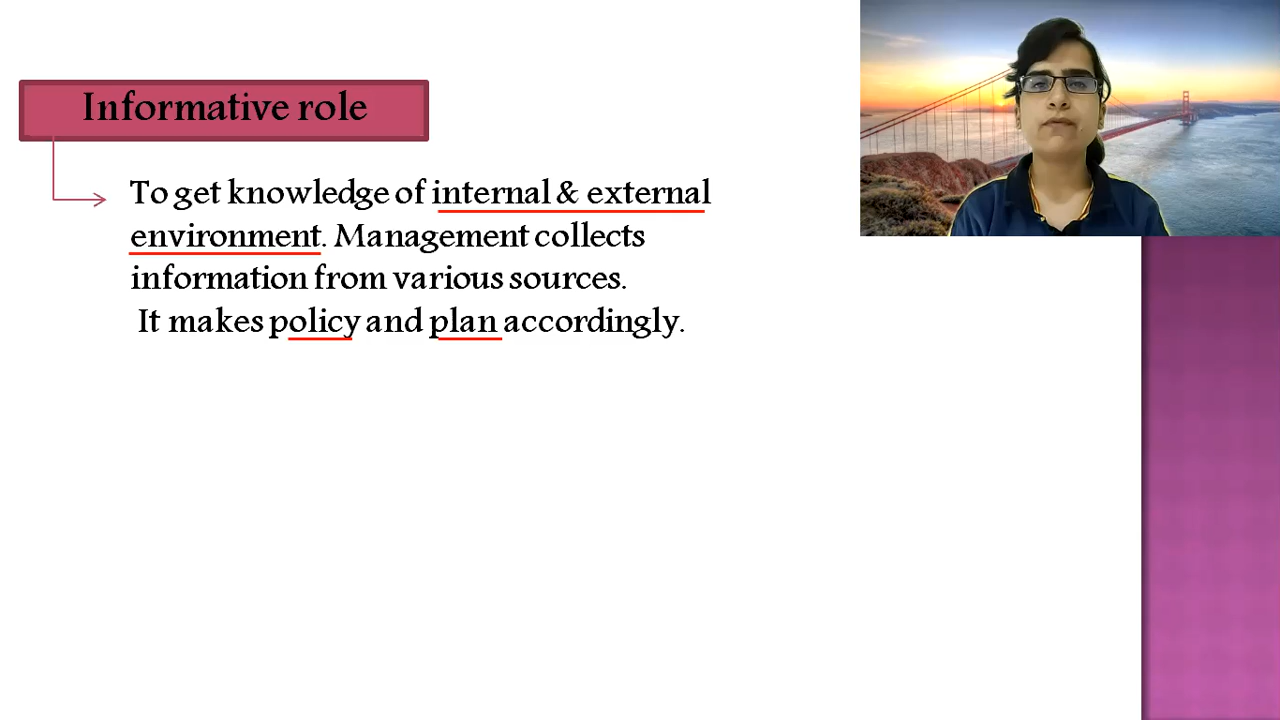 Informative role
To get knowledge of internal & external
environment. Management collects
information from various sources.
It makes policy and plan accordingly.